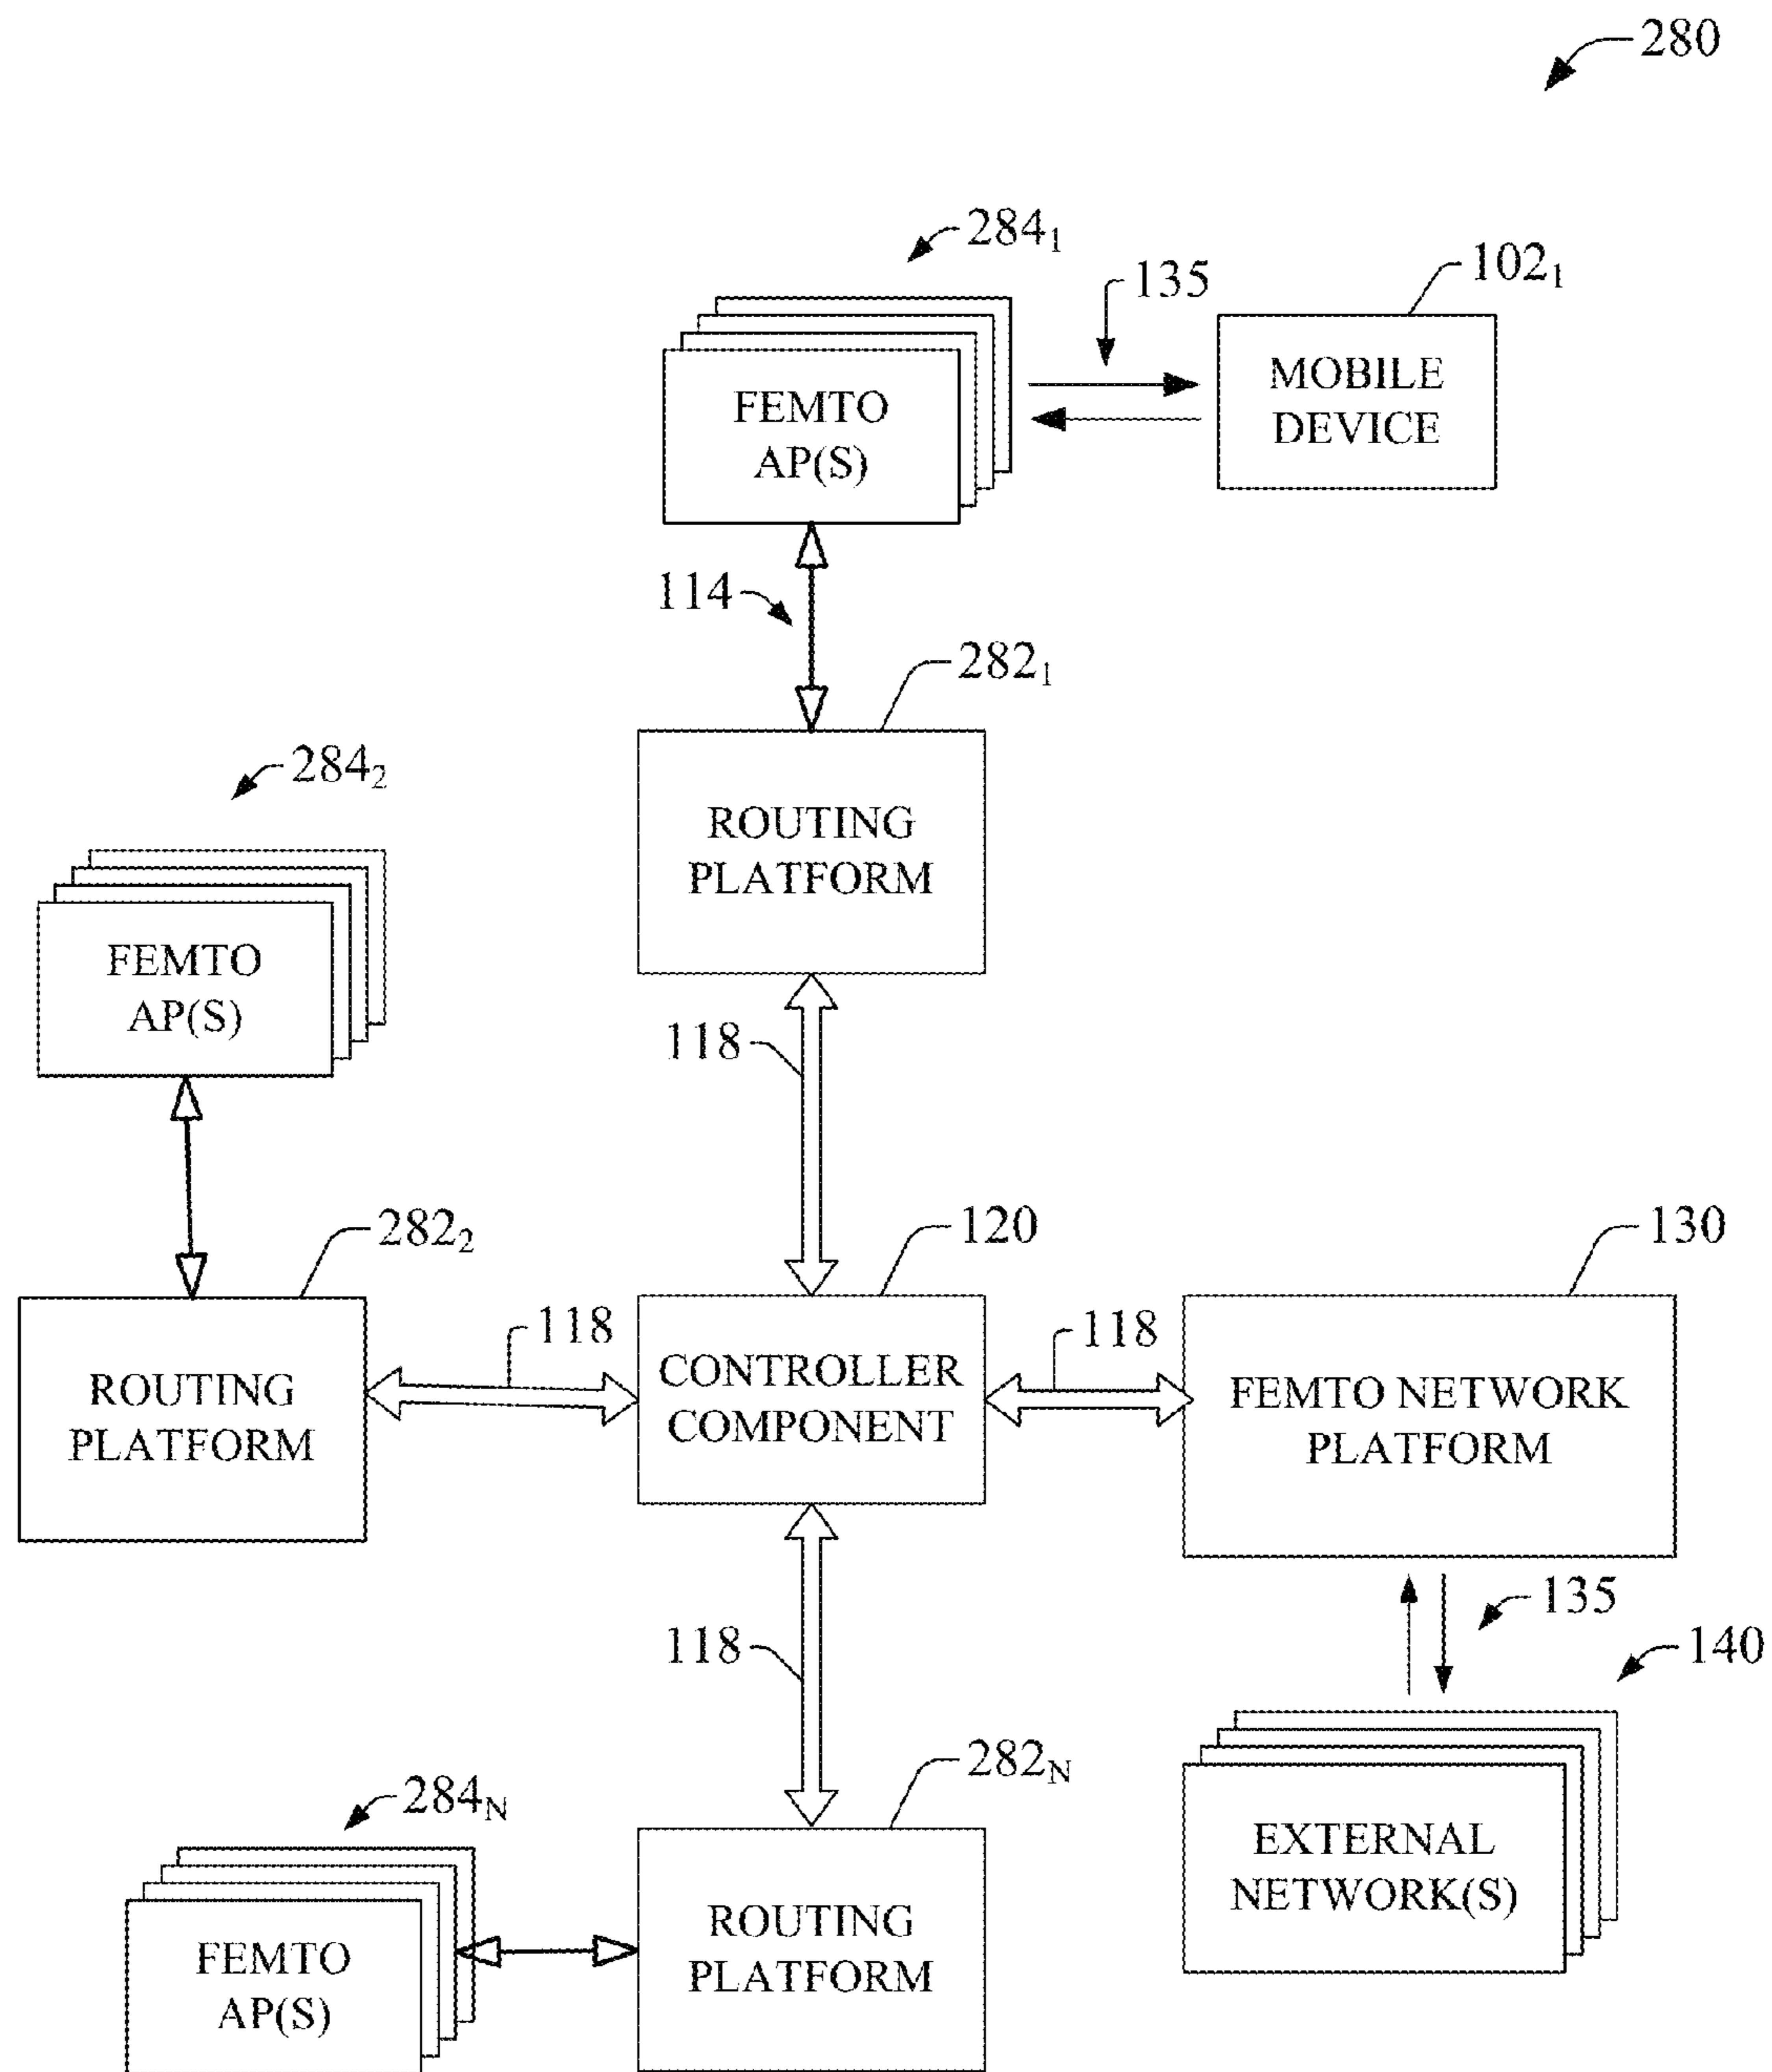 280
284₁
135
102₁
MOBILE
DEVICE
FEMTO
AP(S)
114
282₁
ROUTING
PLATFORM
284₂
FEMTO
AP(S)
118
282₂
120
130
118
118
ROUTING
PLATFORM
CONTROLLER
COMPONENT
FEMTO NETWORK
PLATFORM
135
140
118
282N
284N
EXTERNAL
NETWORK(S)
ROUTING
PLATFORM
FEMTO
AP(S)